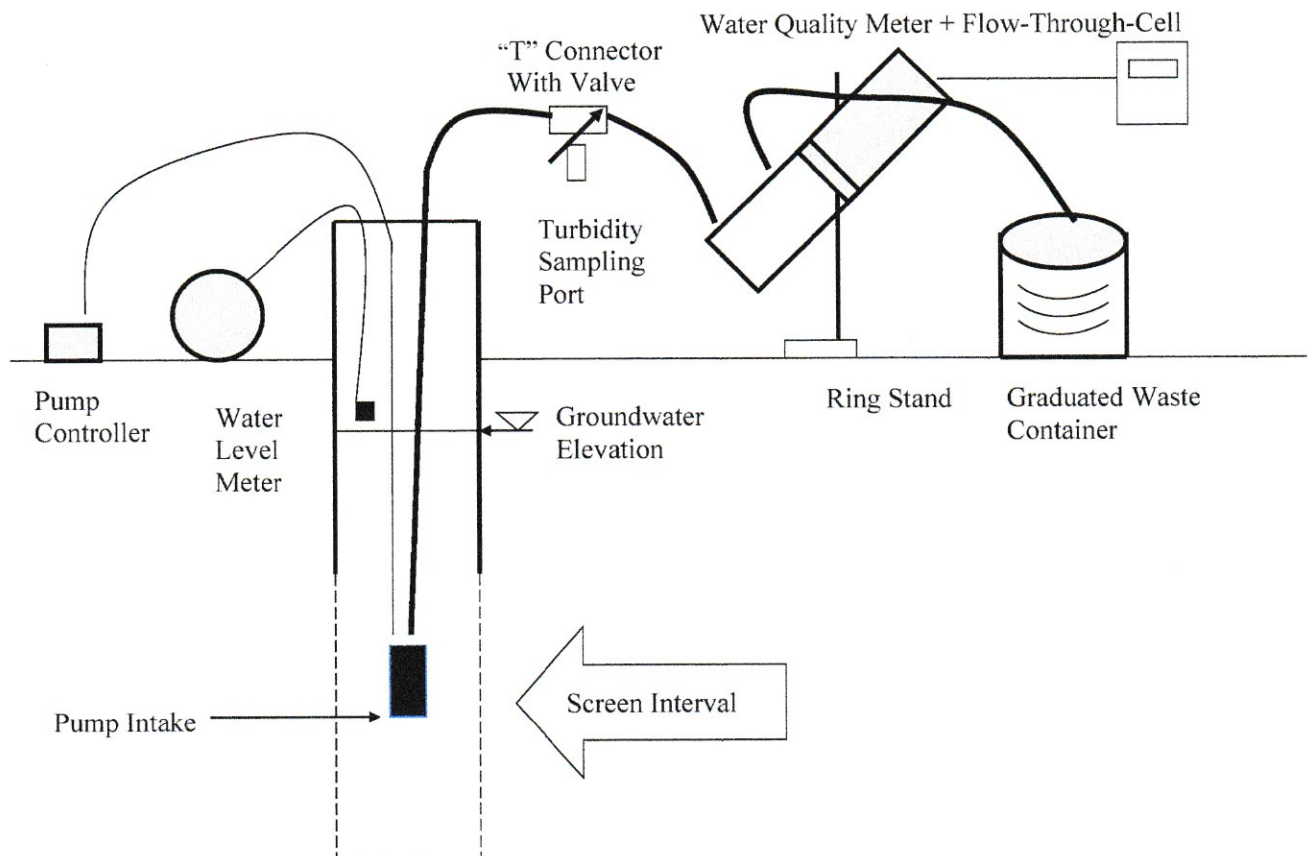 Water Quality Meter + Flow-Through-Cell
“T” Connector
With Valve
Turbidity
Sampling
Port
Pump
Controller
Water
Level
Meter
Groundwater
Elevation
Ring Stand
Graduated Waste
Container
Pump Intake
Screen Interval